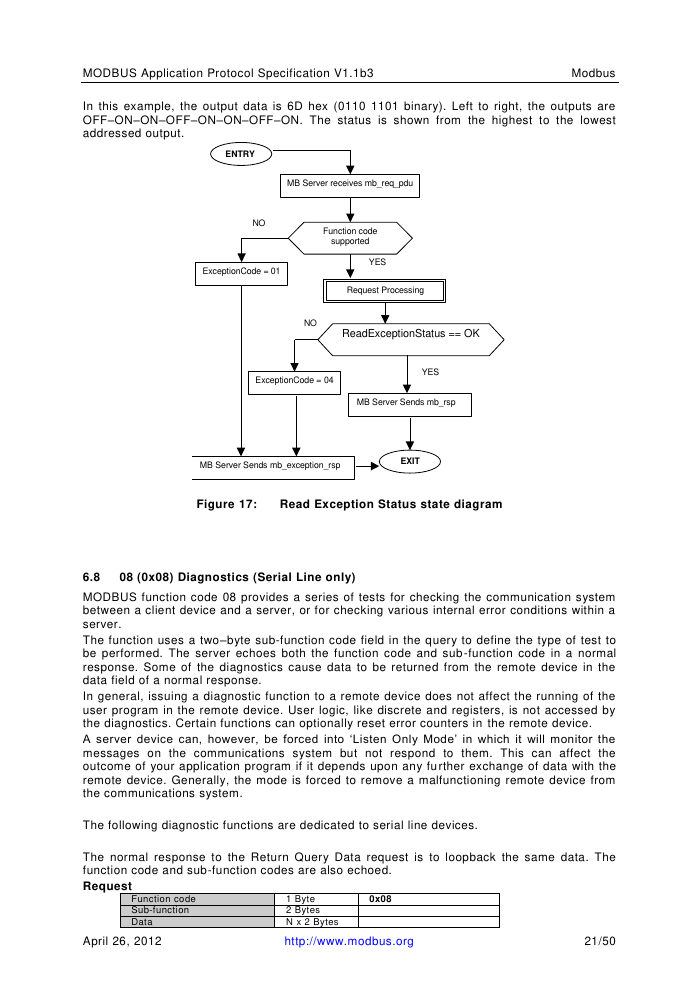 MODBUS Application Protocol Specification V1.1b3 Modbus
In this example, the output data is 6D hex (0110 1101 binary). Left to right, the outputs are
OFF–ON–ON–OFF–ON–ON–OFF–ON. The status is shown from the highest to the lowest
addressed output.
ENTRY
MB Server receives mb_req_pdu
NO
Function code
supported
YES
ExceptionCode = 01
Request Processing
NO
ReadExceptionStatus == OK
YES
ExceptionCode = 04
MB Server Sends mb_rsp
MB Server Sends mb_exception_rsp
EXIT
Figure 17: Read Exception Status state diagram
6.8 08 (0x08) Diagnostics (Serial Line only)
MODBUS function code 08 provides a series of tests for checking the communication system
between a client device and a server, or for checking various internal error conditions within a
server.
The function uses a two–byte sub-function code field in the query to define the type of test to
be performed. The server echoes both the function code and sub-function code in a normal
response. Some of the diagnostics cause data to be returned from the remote device in the
data field of a normal response.
In general, issuing a diagnostic function to a remote device does not affect the running of the
user program in the remote device. User logic, like discrete and registers, is not accessed by
the diagnostics. Certain functions can optionally reset error counters in the remote device.
A server device can, however, be forced into ‘Listen Only Mode’ in which it will monitor the
messages on the communications system but not respond to them. This can affect the
outcome of your application program if it depends upon any further exchange of data with the
remote device. Generally, the mode is forced to remove a malfunctioning remote device from
the communications system.
The following diagnostic functions are dedicated to serial line devices.
The normal response to the Return Query Data request is to loopback the same data. The
function code and sub-function codes are also echoed.
Request
Function code 1 Byte 0x08
Sub-function 2 Bytes
Data N x 2 Bytes
April 26, 2012 http://www.modbus.org 21/50